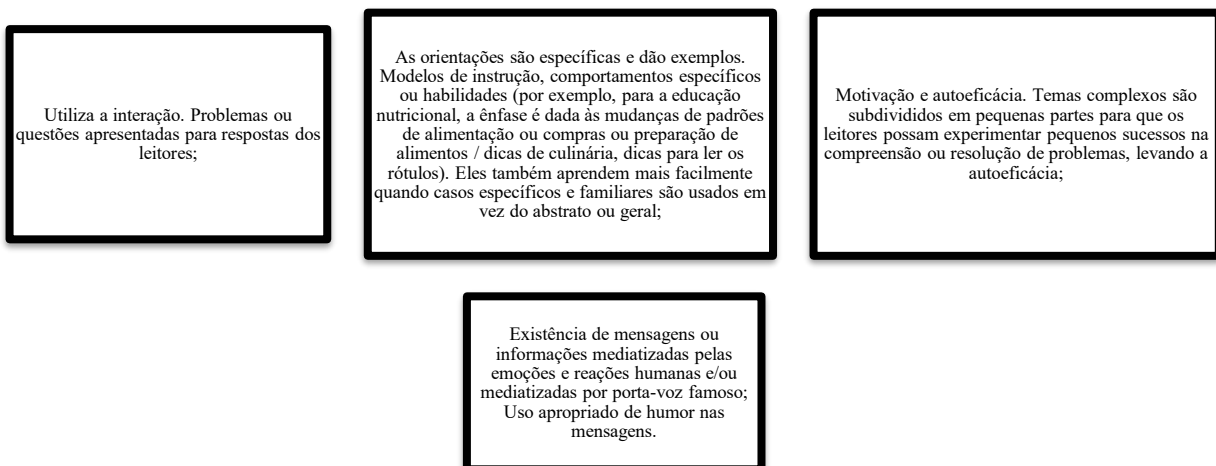 Utiliza a interação. Problemas ou
questões apresentadas para respostas dos
leitores;
As orientações são específicas e dão exemplos.
Modelos de instrução, comportamentos específicos
ou habilidades (por exemplo, para a educação
nutricional, a ênfase é dada às mudanças de padrões
de alimentação ou compras ou preparação de
alimentos / dicas de culinária, dicas para ler os
rótulos). Eles também aprendem mais facilmente
quando casos específicos e familiares são usados em
vez do abstrato ou geral;
Motivação e autoeficácia. Temas complexos são
subdivididos em pequenas partes para que os
leitores possam experimentar pequenos sucessos na
compreensão ou resolução de problemas, levando a
autoeficácia;
Existência de mensagens ou
informações mediatizadas pelas
emoções e reações humanas e/ou
mediatizadas por porta-voz famoso;
Uso apropriado de humor nas
mensagens.